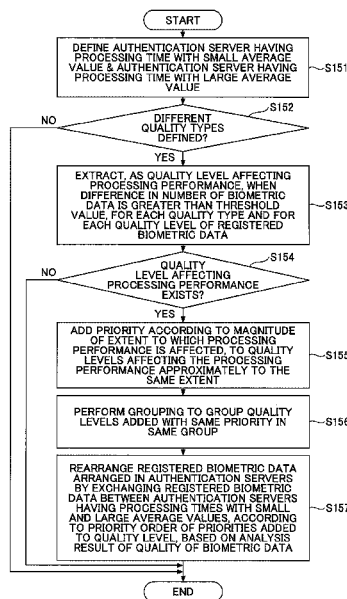 START
DEFINE AUTHENTICATION SERVER HAVING
PROCESSING TIME WITH SMALL AVERAGE
VALUE & AUTHENTICATION SERVER HAVING
PROCESSING TIME WITH LARGE AVERAGE
VALUE
S151
S152
NO
DIFFERENT
QUALITY TYPES
DEFINED?
YES
EXTRACT, AS QUALITY LEVEL AFFECTING
PROCESSING PERFORMANCE, WHEN
DIFFERENCE IN NUMBER OF BIOMETRIC
DATA IS GREATER THAN THRESHOLD
VALUE, FOR EACH QUALITY TYPE AND FOR
EACH QUALITY LEVEL OF REGISTERED
BIOMETRIC DATA
S153
S154
NO
QUALITY
LEVEL AFFECTING
PROCESSING PERFORMANCE
EXISTS?
YES
ADD PRIORITY ACCORDING TO MAGNITUDE
OF EXTENT TO WHICH PROCESSING
PERFORMANCE IS AFFECTED, TO QUALITY
LEVELS AFFECTING THE PROCESSING
PERFORMANCE APPROXIMATELY TO THE
SAME EXTENT
S155
PERFORM GROUPING TO GROUP QUALITY
LEVELS ADDED WITH SAME PRIORITY IN
SAME GROUP
S156
REARRANGE REGISTERED BIOMETRIC DATA
ARRANGED IN AUTHENTICATION SERVERS
BY EXCHANGING REGISTERED BIOMETRIC
DATA BETWEEN AUTHENTICATION SERVERS
HAVING PROCESSING TIMES WITH SMALL
AND LARGE AVERAGE VALUES, ACCORDING
TO PRIORITY ORDER OF PRIORITIES ADDED
TO QUALITY LEVEL, BASED ON ANALYSIS
RESULT OF QUALITY OF BIOMETRIC DATA
S157
END